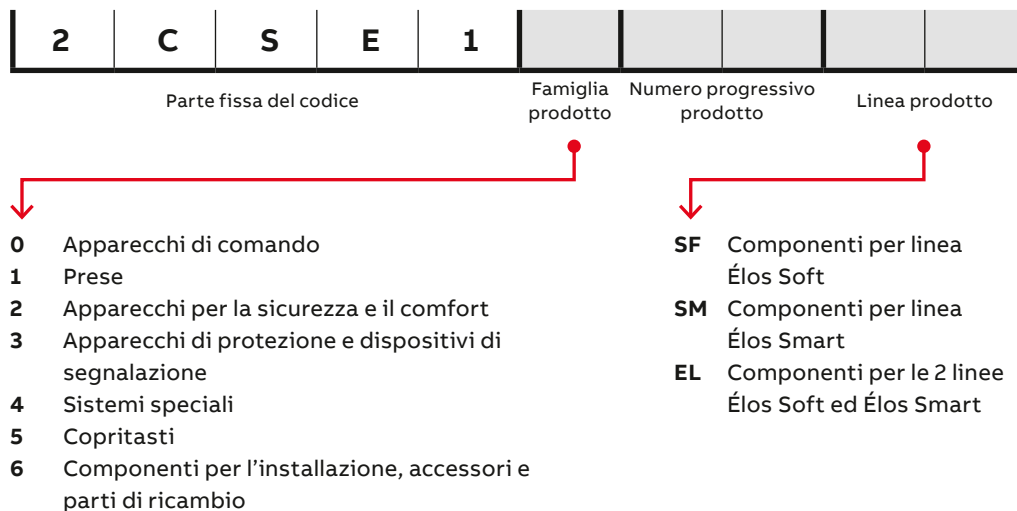 2 C S E 1
Parte fissa del codice
Famiglia
prodotto
Numero progressivo
prodotto
Linea prodotto
0 Apparecchi di comando
1 Prese
2 Apparecchi per la sicurezza e il comfort
3 Apparecchi di protezione e dispositivi di
segnalazione
4 Sistemi speciali
5 Copritasti
6 Componenti per l'installazione, accessori e
parti di ricambio
SF Componenti per linea
Élos Soft
SM Componenti per linea
Élos Smart
EL Componenti per le 2 linee
Élos Soft ed Élos Smart